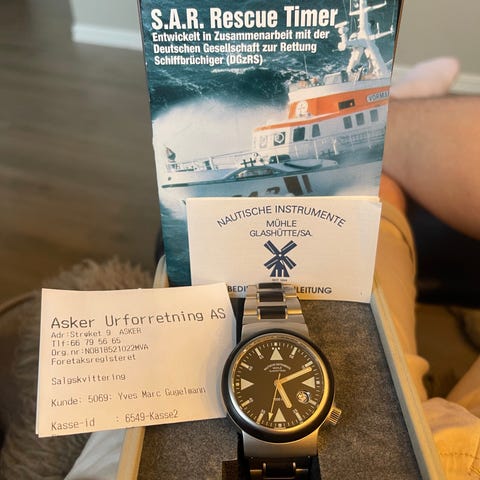 S.A.R. Rescue Timer
Entwickelt in Zusammenarbeit mit der
Deutschen Gesellschaft zur Rettung
Schiffbrüchiger (DGzRS)
NAUTISCHE INSTRUMENTE
MÜHLE
GLASHÜTTE/SA.
Asker Urforretning AS
Adr:Strøket 9 ASKER
Tlf:66 79 56 65
Org.nr:NO818521022MVA
Foretaksregisteret
Salgskvittering
Kunde: 5069: Yves Marc Gugelmann
Kasse-id : 6549-Kasse2